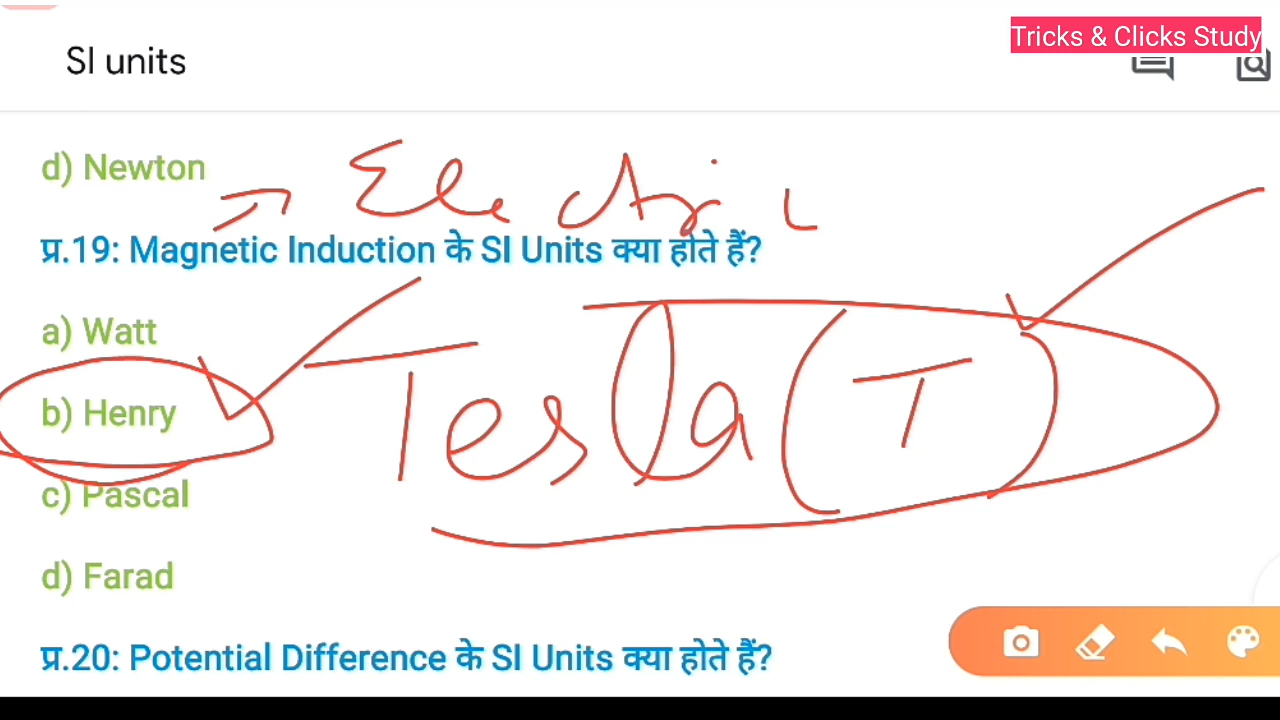 Tricks & Clicks Study
SI units
d) Newton
→ Electri
प्र.19: Magnetic Induction के SI Units क्या होते हैं?
a) Watt
b) Henry
Tesla (T)
c) Pascal
d) Farad
प्र.20: Potential Difference के SI Units क्या होते हैं?